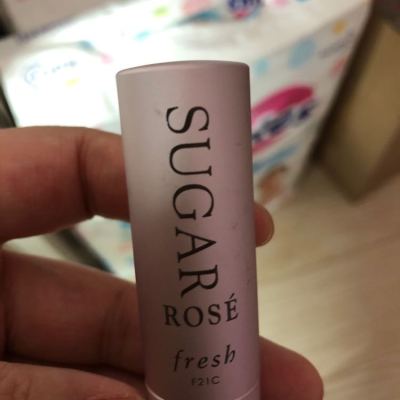 SUGAR
ROSÉ
fresh
F21C